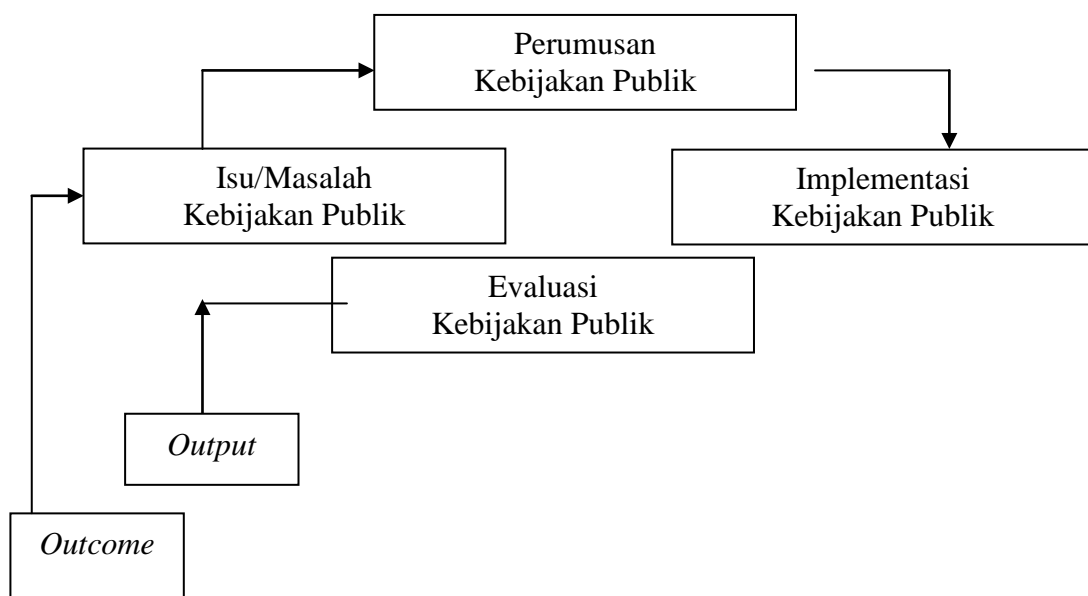 Perumusan
Kebijakan Publik
Isu/Masalah
Kebijakan Publik
Implementasi
Kebijakan Publik
Evaluasi
Kebijakan Publik
Output
Outcome